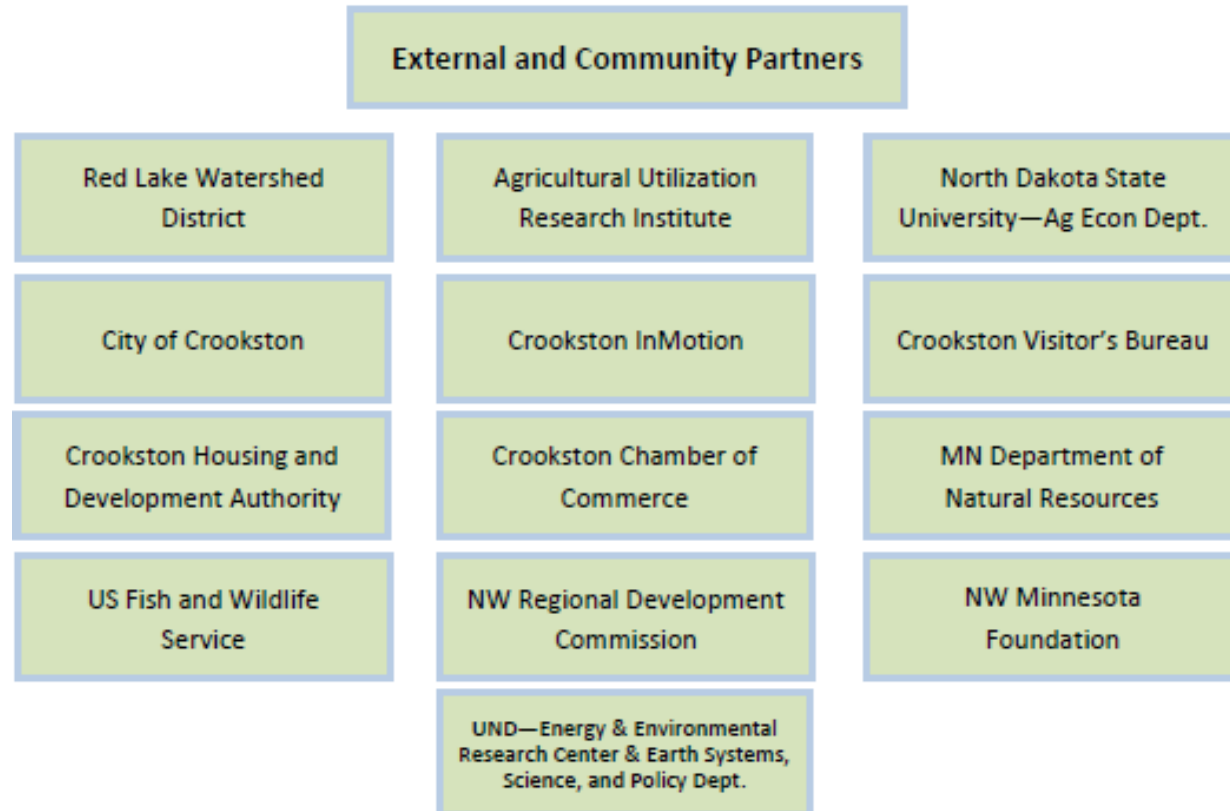 External and Community Partners
Red Lake Watershed
District
Agricultural Utilization
Research Institute
North Dakota State
University—Ag Econ Dept.
City of Crookston
Crookston InMotion
Crookston Visitor's Bureau
Crookston Housing and
Development Authority
Crookston Chamber of
Commerce
MN Department of
Natural Resources
US Fish and Wildlife
Service
NW Regional Development
Commission
NW Minnesota
Foundation
UND—Energy & Environmental
Research Center & Earth Systems,
Science, and Policy Dept.